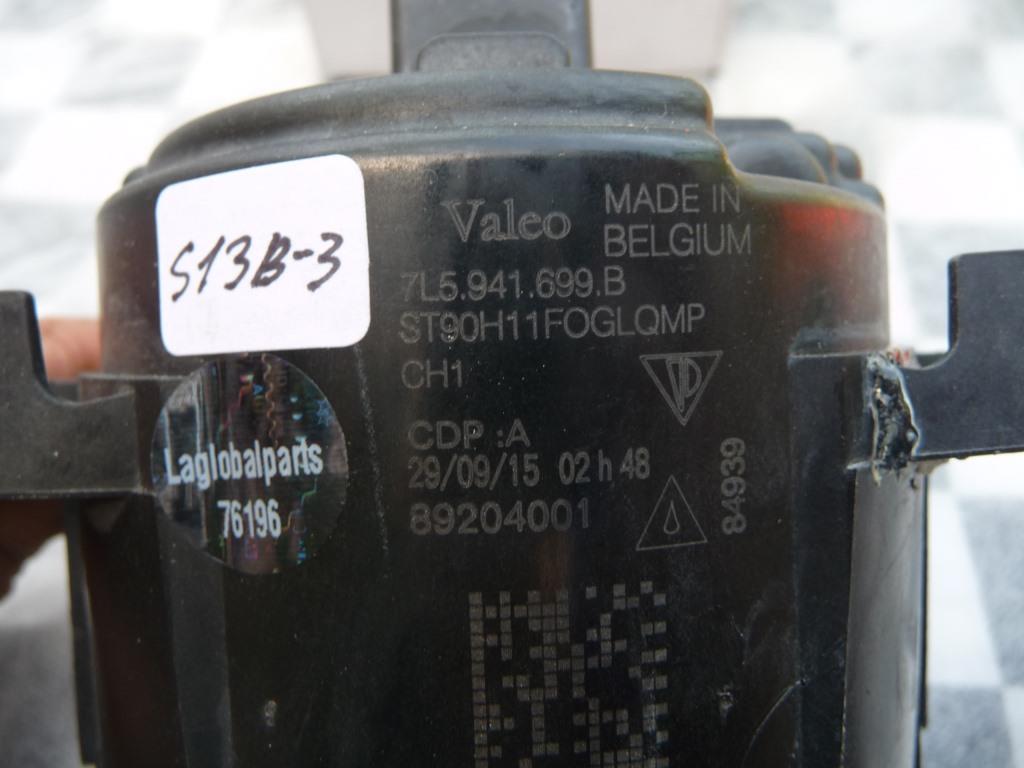 S13B-3
Laglobalparts
76196
Valeo
MADE IN
BELGIUM
7L5.941.699.B
ST90H11FOGLQMP
CH1
CDP :A
29/09/15 02 h 48
89204001
84939